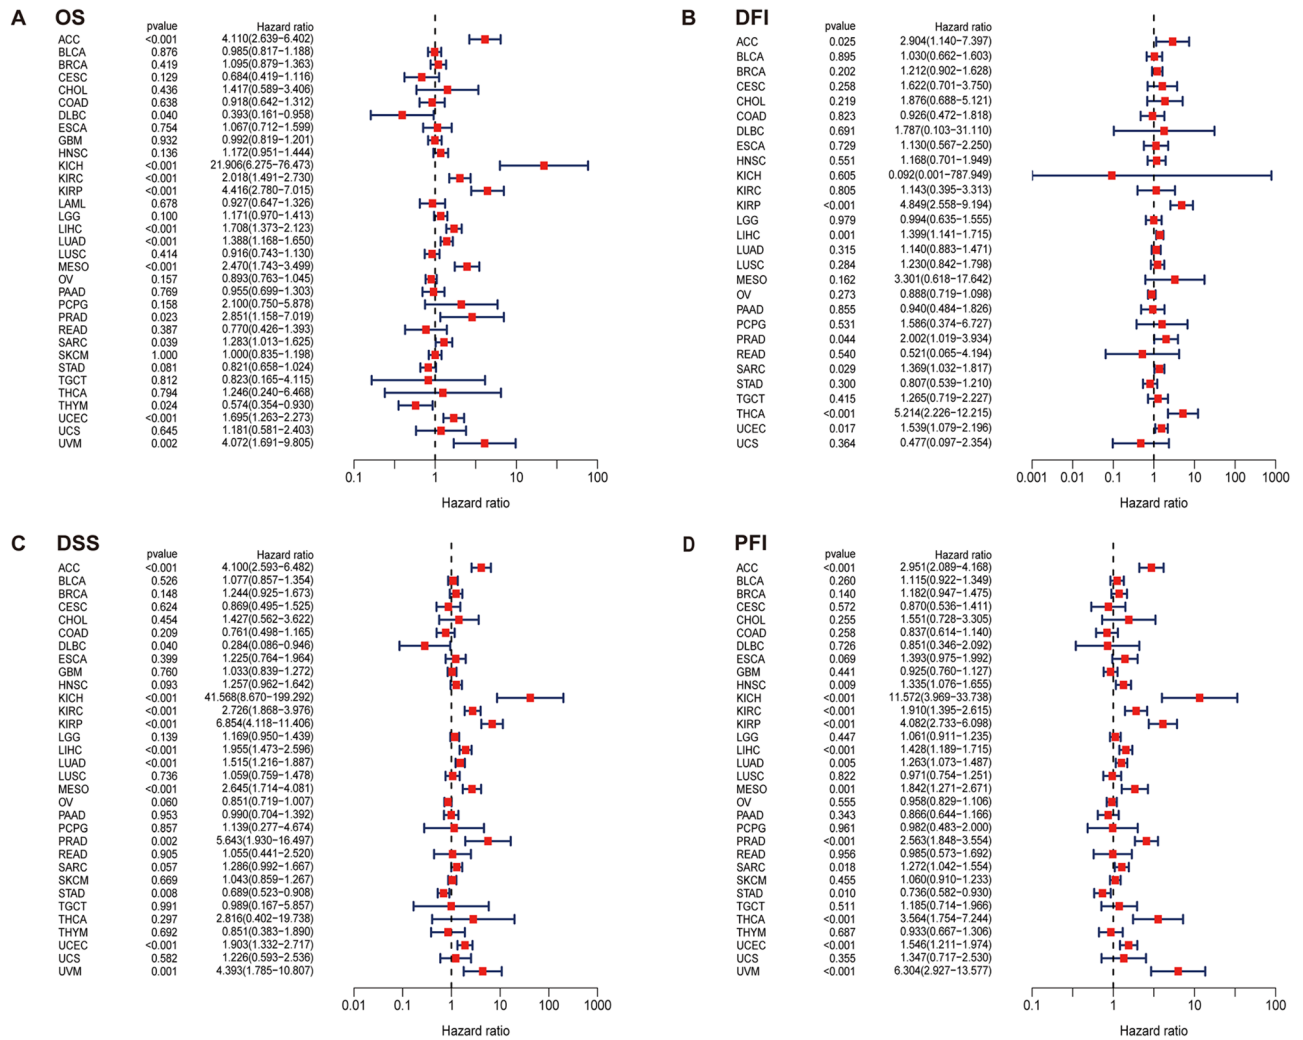 A OS
pvalue Hazard ratio
ACC <0.001 4.110(2.639−6.402)
BLCA 0.876 0.985(0.817−1.188)
BRCA 0.419 1.095(0.879−1.363)
CESC 0.129 0.684(0.419−1.116)
CHOL 0.436 1.417(0.589−3.406)
COAD 0.638 0.918(0.642−1.312)
DLBC 0.040 0.393(0.161−0.958)
ESCA 0.754 1.067(0.712−1.599)
GBM 0.932 0.992(0.819−1.201)
HNSC 0.136 1.172(0.951−1.444)
KICH <0.001 21.906(6.275−76.473)
KIRC <0.001 2.018(1.491−2.730)
KIRP <0.001 4.416(2.780−7.015)
LAML 0.678 0.927(0.647−1.326)
LGG 0.100 1.171(0.970−1.413)
LIHC <0.001 1.708(1.373−2.123)
LUAD <0.001 1.388(1.168−1.650)
LUSC 0.414 0.916(0.743−1.130)
MESO <0.001 2.470(1.743−3.499)
OV 0.157 0.893(0.763−1.045)
PAAD 0.769 0.955(0.699−1.303)
PCPG 0.158 2.100(0.750−5.878)
PRAD 0.023 2.851(1.158−7.019)
READ 0.387 0.770(0.426−1.393)
SARC 0.039 1.283(1.013−1.625)
SKCM 1.000 1.000(0.835−1.198)
STAD 0.081 0.821(0.658−1.024)
TGCT 0.812 0.823(0.165−4.115)
THCA 0.794 1.246(0.240−6.468)
THYM 0.024 0.574(0.354−0.930)
UCEC <0.001 1.695(1.263−2.273)
UCS 0.645 1.181(0.581−2.403)
UVM 0.002 4.072(1.691−9.805)
0.1 1 10 100
Hazard ratio
B DFI
pvalue Hazard ratio
ACC 0.025 2.904(1.140−7.397)
BLCA 0.895 1.030(0.662−1.603)
BRCA 0.202 1.212(0.902−1.628)
CESC 0.258 1.622(0.701−3.750)
CHOL 0.219 1.876(0.688−5.121)
COAD 0.823 0.926(0.472−1.818)
DLBC 0.691 1.787(0.103−31.110)
ESCA 0.729 1.130(0.567−2.250)
HNSC 0.551 1.168(0.701−1.949)
KICH 0.605 0.092(0.001−787.949)
KIRC 0.805 1.143(0.395−3.313)
KIRP <0.001 4.849(2.558−9.194)
LGG 0.979 0.994(0.635−1.555)
LIHC 0.001 1.399(1.141−1.715)
LUAD 0.315 1.140(0.883−1.471)
LUSC 0.284 1.230(0.842−1.798)
MESO 0.162 3.301(0.618−17.642)
OV 0.273 0.888(0.719−1.098)
PAAD 0.855 0.940(0.484−1.826)
PCPG 0.531 1.586(0.374−6.727)
PRAD 0.044 2.002(1.019−3.934)
READ 0.540 0.521(0.065−4.194)
SARC 0.029 1.369(1.032−1.817)
STAD 0.300 0.807(0.539−1.210)
TGCT 0.415 1.265(0.719−2.227)
THCA <0.001 5.214(2.226−12.215)
UCEC 0.017 1.539(1.079−2.196)
UCS 0.364 0.477(0.097−2.354)
0.001 0.01 0.1 1 10 100 1000
Hazard ratio
C DSS
pvalue Hazard ratio
ACC <0.001 4.100(2.593−6.482)
BLCA 0.526 1.077(0.857−1.354)
BRCA 0.148 1.244(0.925−1.673)
CESC 0.624 0.869(0.495−1.525)
CHOL 0.454 1.427(0.562−3.622)
COAD 0.209 0.761(0.498−1.165)
DLBC 0.040 0.284(0.086−0.946)
ESCA 0.399 1.225(0.764−1.964)
GBM 0.760 1.033(0.839−1.272)
HNSC 0.093 1.257(0.962−1.642)
KICH <0.001 41.568(8.670−199.292)
KIRC <0.001 2.726(1.868−3.976)
KIRP <0.001 6.854(4.118−11.406)
LGG 0.139 1.169(0.950−1.439)
LIHC <0.001 1.955(1.473−2.596)
LUAD <0.001 1.515(1.216−1.887)
LUSC 0.736 1.059(0.759−1.478)
MESO <0.001 2.645(1.714−4.081)
OV 0.060 0.851(0.719−1.007)
PAAD 0.953 0.990(0.704−1.392)
PCPG 0.857 1.139(0.277−4.674)
PRAD 0.002 5.643(1.930−16.497)
READ 0.905 1.055(0.441−2.520)
SARC 0.057 1.286(0.992−1.667)
SKCM 0.669 1.043(0.859−1.267)
STAD 0.008 0.689(0.523−0.908)
TGCT 0.991 0.989(0.167−5.857)
THCA 0.297 2.816(0.402−19.738)
THYM 0.692 0.851(0.383−1.890)
UCEC <0.001 1.903(1.332−2.717)
UCS 0.582 1.226(0.593−2.536)
UVM 0.001 4.393(1.785−10.807)
0.01 0.1 1 10 100 1000
Hazard ratio
D PFI
pvalue Hazard ratio
ACC <0.001 2.951(2.089−4.168)
BLCA 0.260 1.115(0.922−1.349)
BRCA 0.140 1.182(0.947−1.475)
CESC 0.572 0.870(0.536−1.411)
CHOL 0.255 1.551(0.728−3.305)
COAD 0.258 0.837(0.614−1.140)
DLBC 0.726 0.851(0.346−2.092)
ESCA 0.069 1.393(0.975−1.992)
GBM 0.441 0.925(0.760−1.127)
HNSC 0.009 1.335(1.076−1.655)
KICH <0.001 11.572(3.969−33.738)
KIRC <0.001 1.910(1.395−2.615)
KIRP <0.001 4.082(2.733−6.098)
LGG 0.447 1.061(0.911−1.235)
LIHC <0.001 1.428(1.189−1.715)
LUAD 0.005 1.263(1.073−1.487)
LUSC 0.822 0.971(0.754−1.251)
MESO 0.001 1.842(1.271−2.671)
OV 0.555 0.958(0.829−1.106)
PAAD 0.343 0.866(0.644−1.166)
PCPG 0.961 0.982(0.483−2.000)
PRAD <0.001 2.563(1.848−3.554)
READ 0.956 0.985(0.573−1.692)
SARC 0.018 1.272(1.042−1.554)
SKCM 0.455 1.060(0.910−1.233)
STAD 0.010 0.736(0.582−0.930)
TGCT 0.511 1.185(0.714−1.966)
THCA <0.001 3.564(1.754−7.244)
THYM 0.687 0.933(0.667−1.306)
UCEC <0.001 1.546(1.211−1.974)
UCS 0.355 1.347(0.717−2.530)
UVM <0.001 6.304(2.927−13.577)
0.1 1 10 100
Hazard ratio